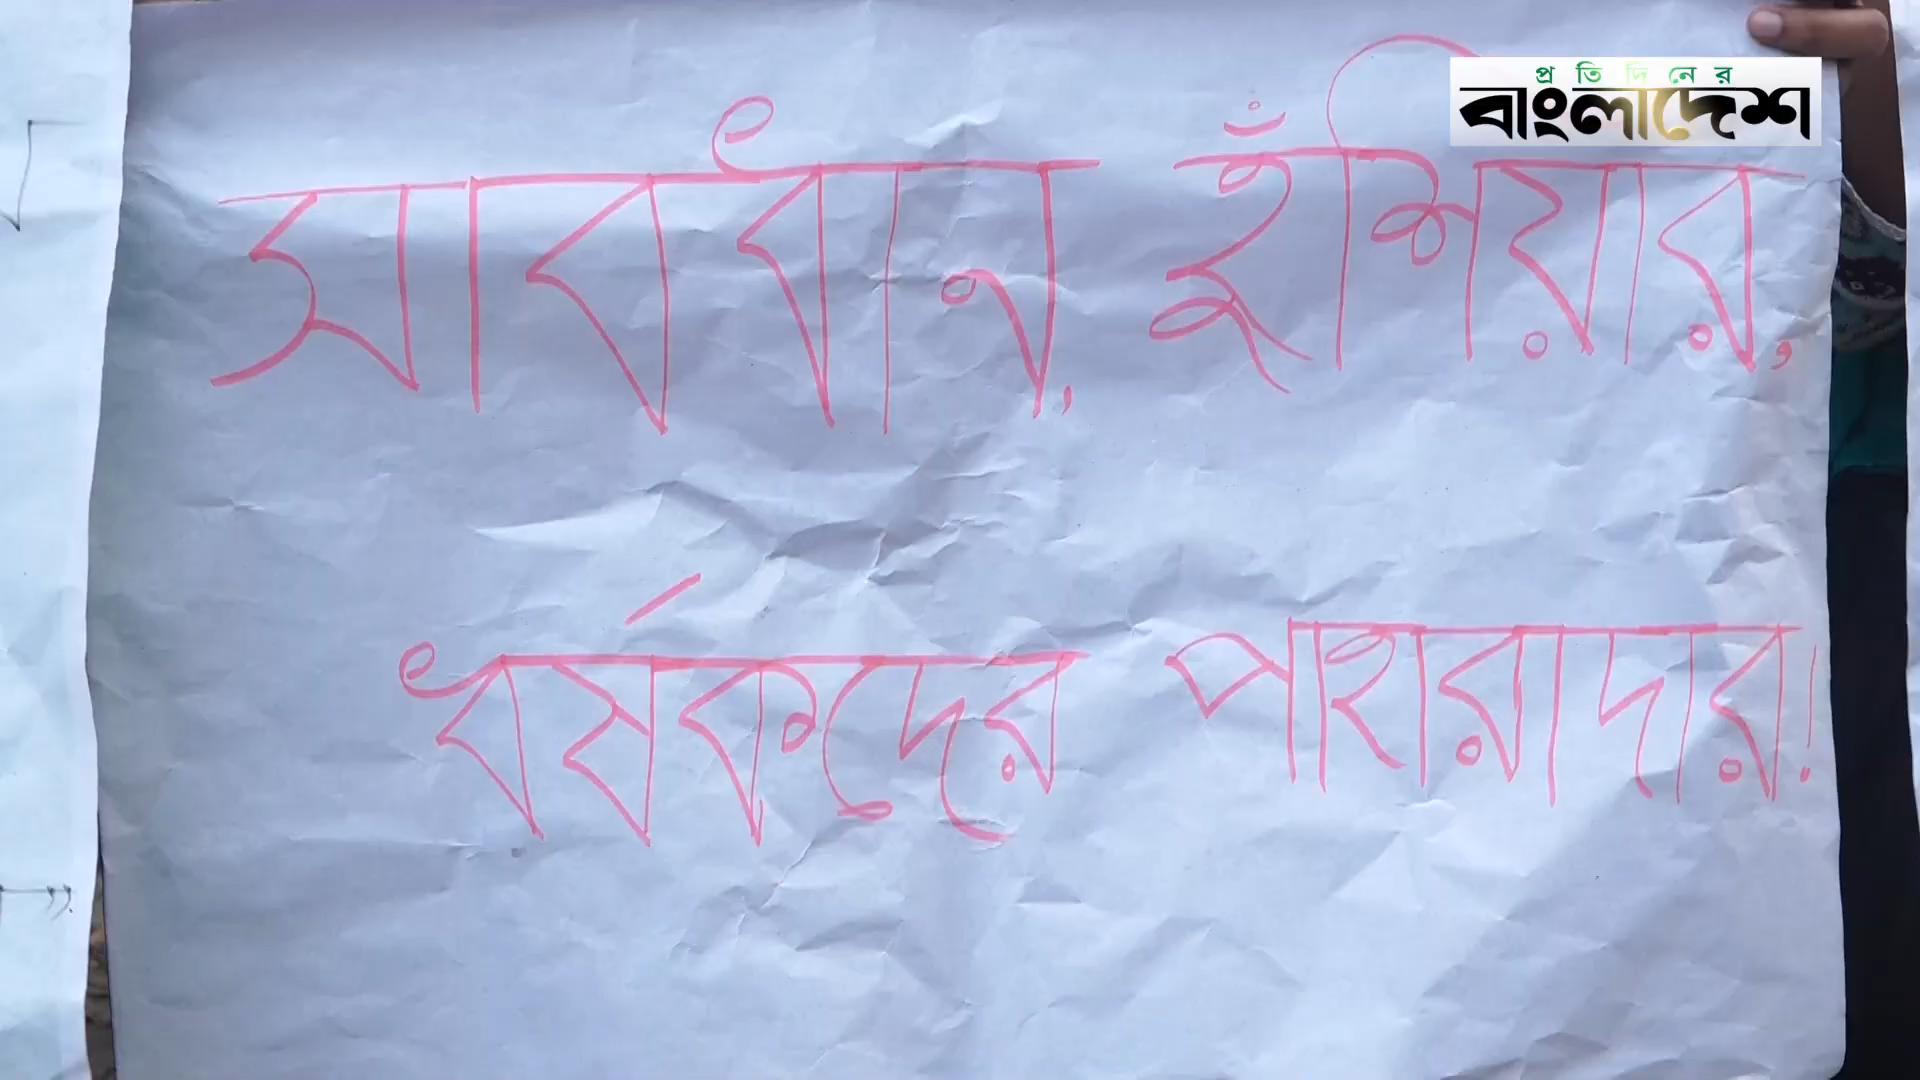 প্রতিদিনের
বাংলাদেশ
সাবধান, হুঁশিয়ার,
ধর্ষকদের পাহারাদার!